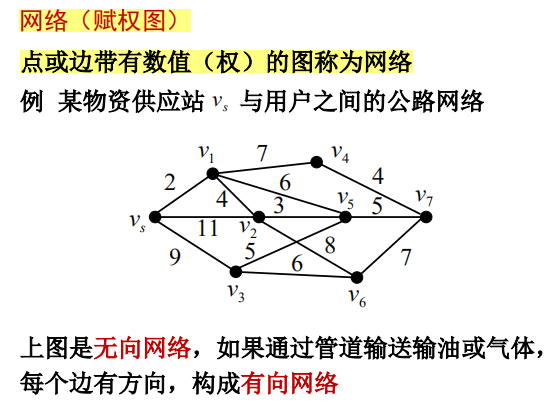 网络（赋权图）
点或边带有数值（权）的图称为网络
例 某物资供应站 vs 与用户之间的公路网络
v1 7 v4
2 6 4
4 3 v5 5 v7
vs 11 v2
9 5 8 7
6
v3 v6
上图是无向网络，如果通过管道输送输油或气体，
每个边有方向，构成有向网络